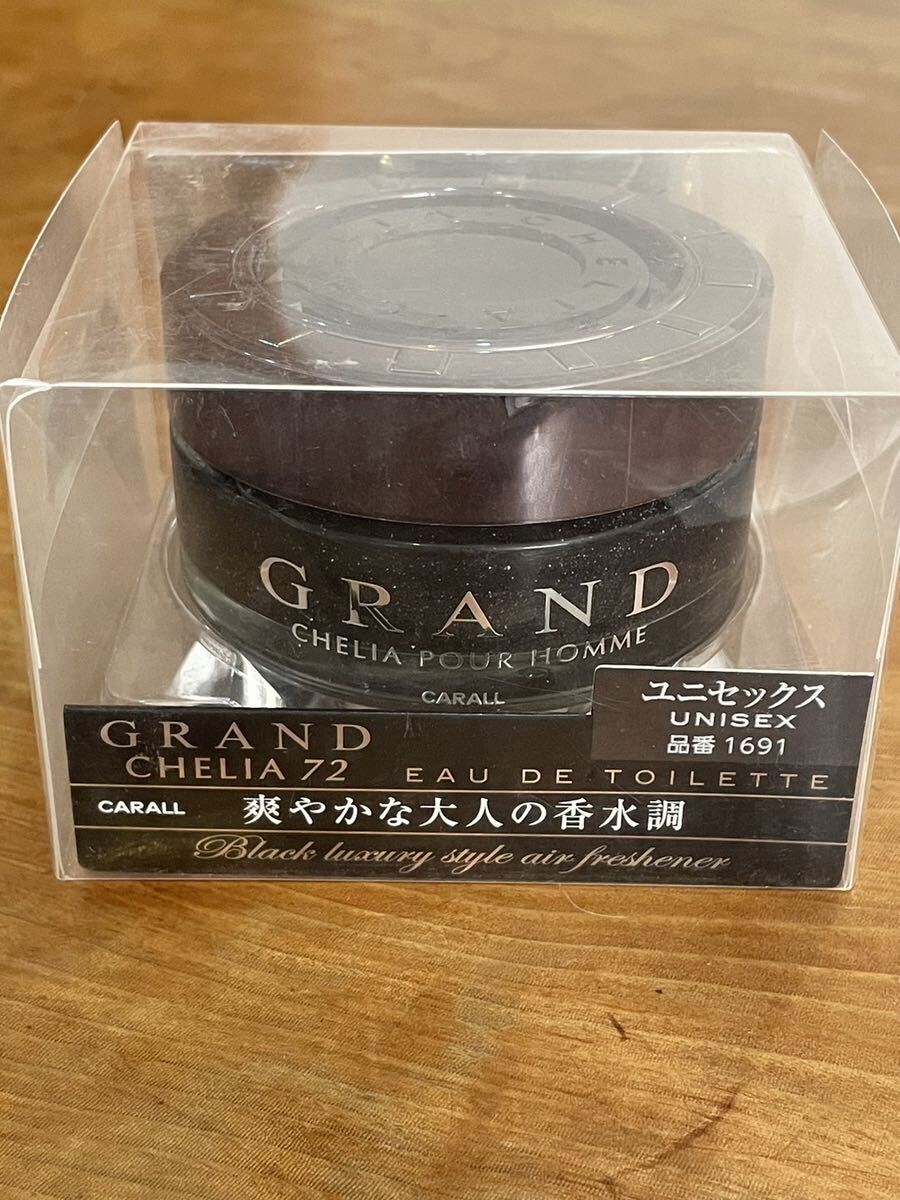 CHELIA
GRAND
CHELIA POUR HOMME
CARALL
ユニセックス
UNISEX
品番 1691
GRAND
CHELIA 72 EAU DE TOILETTE
CARALL 爽やかな大人の香水調
Black luxury style air freshener